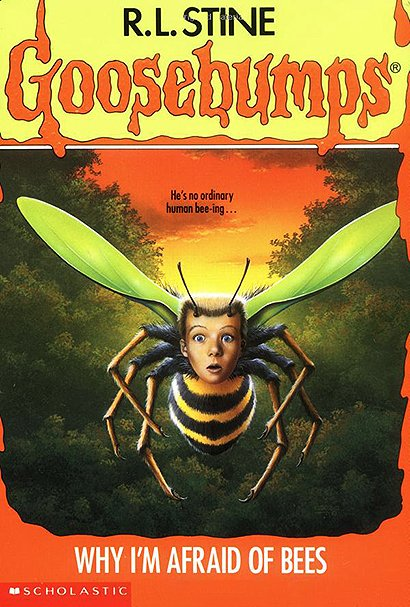 R.L. STINE
Goosebumps®
He's no ordinary
human bee-ing...
WHY I'M AFRAID OF BEES
SCHOLASTIC